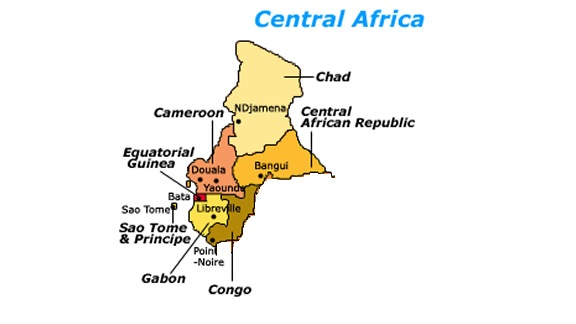 Central Africa
Chad
NDjamena
Cameroon
Central
African Republic
Equatorial
Guinea
Douala
Bangui
Yaounde
Bata
Libreville
Sao Tome
Sao Tome
& Principe
Point
-Noire
Gabon
Congo